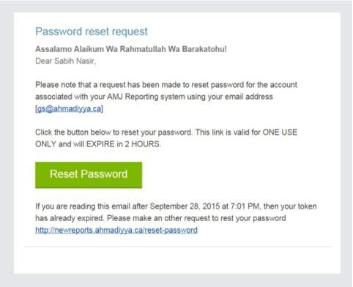 Password reset request
Assalamo Alaikum Wa Rahmatullah Wa Barakatohu!
Dear Sabih Nasir,
Please note that a request has been made to reset password for the account
associated with your AMJ Reporting system using your email address
[gs@ahmadiyya.ca]
Click the button below to reset your password. This link is valid for ONE USE
ONLY and will EXPIRE in 2 HOURS.
Reset Password
If you are reading this email after September 28, 2015 at 7:01 PM, then your token
has already expired. Please make an other request to rest your password
http://newreports.ahmadiyya.ca/reset-password